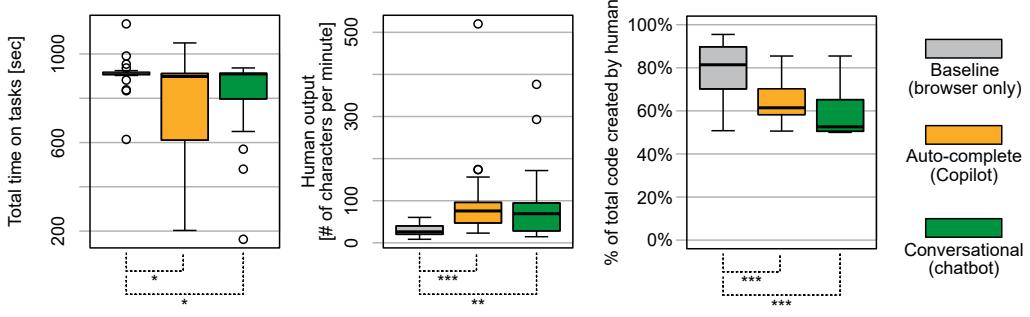 Total time on tasks [sec]
1000
600
200
*
*
Human output
[# of characters per minute]
500
300
100
0
***
**
% of total code created by human
100%
80%
60%
40%
20%
0%
***
***
Baseline
(browser only)
Auto-complete
(Copilot)
Conversational
(chatbot)